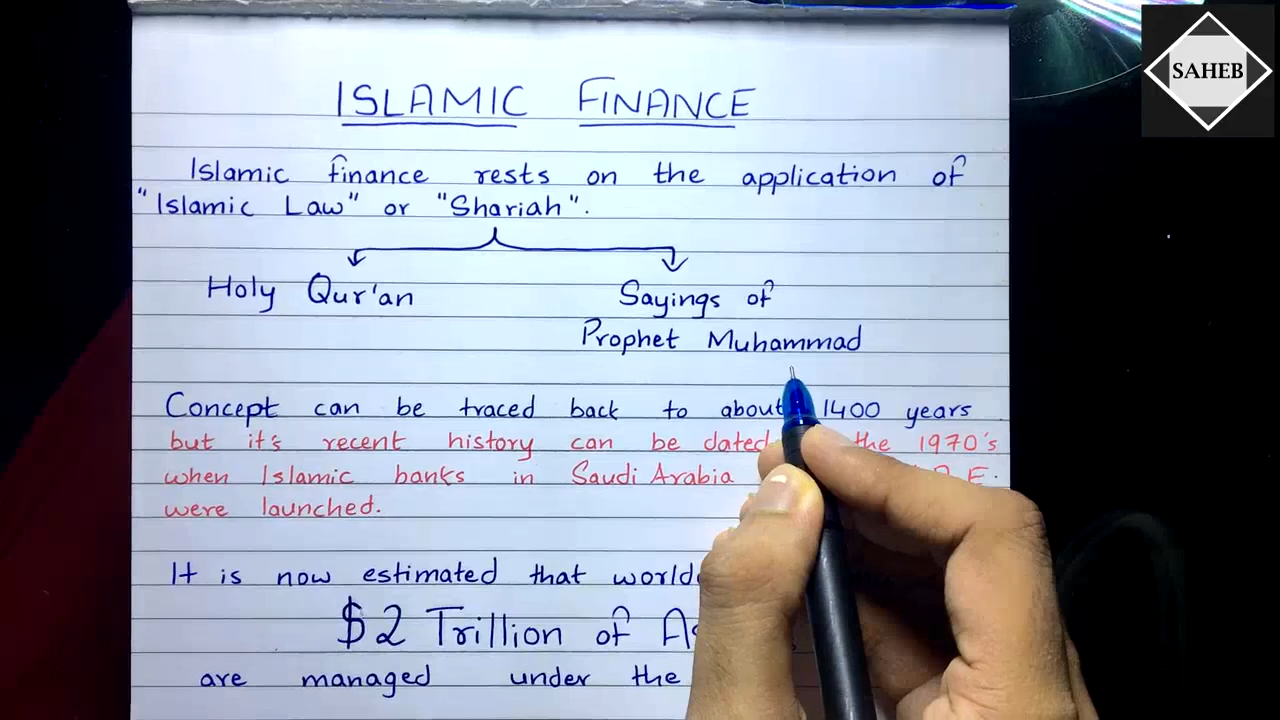 SAHEB
ISLAMIC FINANCE
Islamic finance rests on the application of
"Islamic Law" or "Shariah".
Holy Qur'an
Sayings of
Prophet Muhammad
Concept can be traced back to about 1400 years
but it's recent history can be dated the 1970's
when Islamic banks in Saudi Arabia
were launched.
It is now estimated that
$2 Trillion of
are managed under the